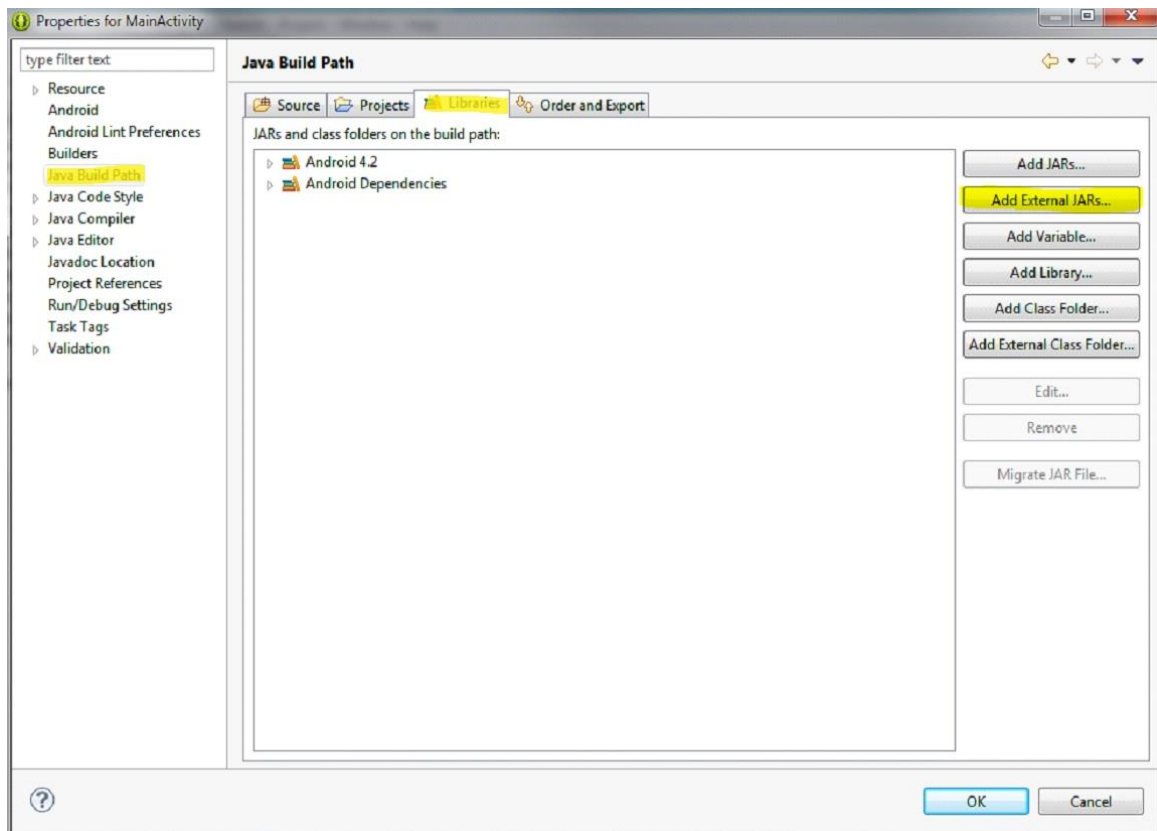 Properties for MainActivity
type filter text
Resource
Android
Android Lint Preferences
Builders
Java Build Path
Java Code Style
Java Compiler
Java Editor
Javadoc Location
Project References
Run/Debug Settings
Task Tags
Validation
Java Build Path
Source Projects Libraries Order and Export
JARs and class folders on the build path:
Android 4.2
Android Dependencies
Add JARs...
Add External JARs...
Add Variable...
Add Library...
Add Class Folder...
Add External Class Folder...
Edit...
Remove
Migrate JAR File...
OK Cancel